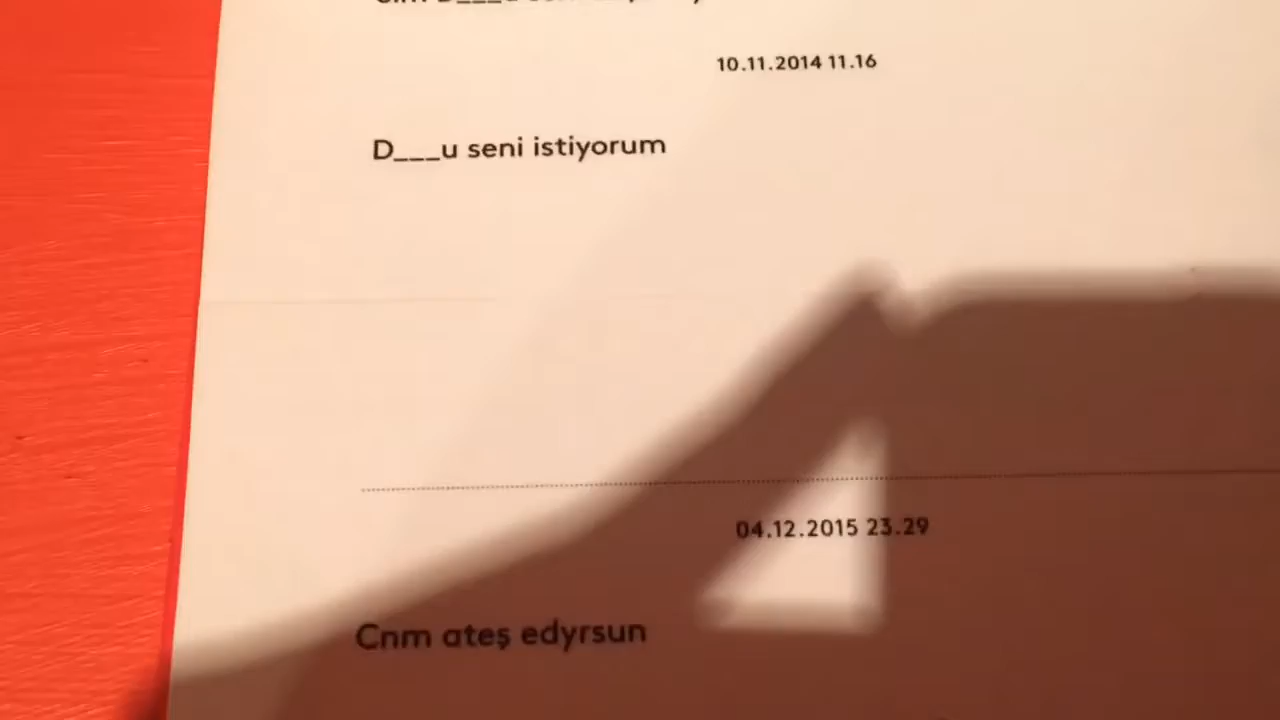 10.11.2014 11.16
D___u seni istiyorum
04.12.2015 23.29
Cnm ateş edyrsun